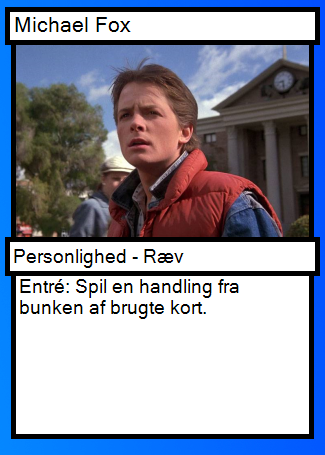 Michael Fox
Personlighed - Ræv
Entré: Spil en handling fra
bunken af brugte kort.